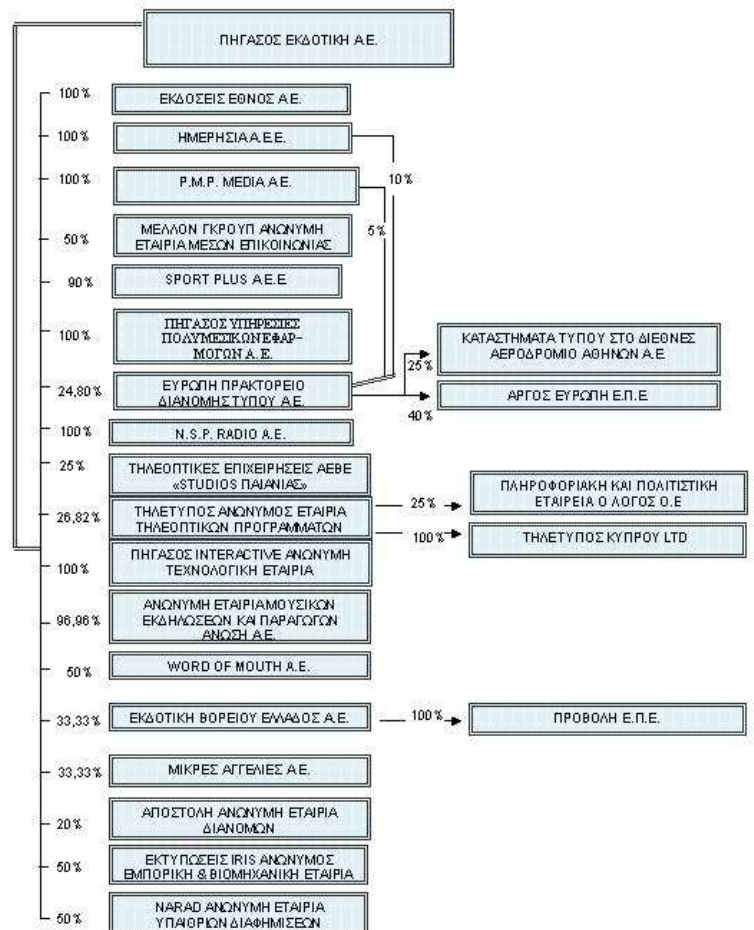 ΠΗΓΑΣΟΣ ΕΚΔΟΤΙΚΗ Α.Ε.
100%
ΕΚΔΟΣΕΙΣ ΕΘΝΟΣ Α.Ε.
100%
ΗΜΕΡΗΣΙΑ Α.Ε.Ε.
100%
P.M.P. MEDIA A.E.
10%
50%
ΜΕΛΛΟΝ ΓΚΡΟΥΠ ΑΝΩΝΥΜΗ
ΕΤΑΙΡΙΑ ΜΕΣΩΝ ΕΠΙΚΟΙΝΩΝΙΑΣ
5%
90%
SPORT PLUS A.E.E.
100%
ΠΗΓΑΣΟΣ ΥΠΗΡΕΣΙΕΣ
ΠΟΛΥΜΕΣΙΚΩΝ ΕΦΑΡ-
ΜΟΓΩΝ Α.Ε.
ΚΑΤΑΣΤΗΜΑΤΑ ΤΥΠΟΥ ΣΤΟ ΔΙΕΘΝΕΣ
ΑΕΡΟΔΡΟΜΙΟ ΑΘΗΝΩΝ Α.Ε.
25%
24,80%
ΕΥΡΩΠΗ ΠΡΑΚΤΟΡΕΙΟ
ΔΙΑΝΟΜΗΣ ΤΥΠΟΥ Α.Ε.
ΑΡΓΟΣ ΕΥΡΩΠΗ Ε.Π.Ε
40%
100%
N.S.P. RADIO A.E.
25%
ΤΗΛΕΟΠΤΙΚΕΣ ΕΠΙΧΕΙΡΗΣΕΙΣ ΑΕΒΕ
«STUDIOS ΠΑΙΑΝΙΑΣ»
26,82%
ΤΗΛΕΤΥΠΟΣ ΑΝΩΝΥΜΟΣ ΕΤΑΙΡΙΑ
ΤΗΛΕΟΠΤΙΚΩΝ ΠΡΟΓΡΑΜΜΑΤΩΝ
25%
ΠΛΗΡΟΦΟΡΙΑΚΗ ΚΑΙ ΠΟΛΙΤΙΣΤΙΚΗ
ΕΤΑΙΡΕΙΑ Ο ΛΟΓΟΣ Ο.Ε
100%
ΤΗΛΕΤΥΠΟΣ ΚΥΠΡΟΥ LTD
100%
ΠΗΓΑΣΟΣ INTERACTIVE ΑΝΩΝΥΜΗ
ΤΕΧΝΟΛΟΓΙΚΗ ΕΤΑΙΡΙΑ
96,96%
ΑΝΩΝΥΜΗ ΕΤΑΙΡΙΑ ΜΟΥΣΙΚΩΝ
ΕΚΔΗΛΩΣΕΩΝ ΚΑΙ ΠΑΡΑΓΩΓΩΝ
ΑΝΩΣΗ Α.Ε.
50%
WORD OF MOUTH A.E.
33,33%
ΕΚΔΟΤΙΚΗ ΒΟΡΕΙΟΥ ΕΛΛΑΔΟΣ Α.Ε.
100%
ΠΡΟΒΟΛΗ Ε.Π.Ε.
33,33%
ΜΙΚΡΕΣ ΑΓΓΕΛΙΕΣ Α.Ε.
20%
ΑΠΟΣΤΟΛΗ ΑΝΩΝΥΜΗ ΕΤΑΙΡΙΑ
ΔΙΑΝΟΜΩΝ
50%
ΕΚΤΥΠΩΣΕΙΣ IRIS ΑΝΩΝΥΜΟΣ
ΕΜΠΟΡΙΚΗ & ΒΙΟΜΗΧΑΝΙΚΗ ΕΤΑΙΡΙΑ
50%
NARAD ΑΝΩΝΥΜΗ ΕΤΑΙΡΙΑ
ΥΠΑΙΘΡΙΩΝ ΔΙΑΦΗΜΙΣΕΩΝ